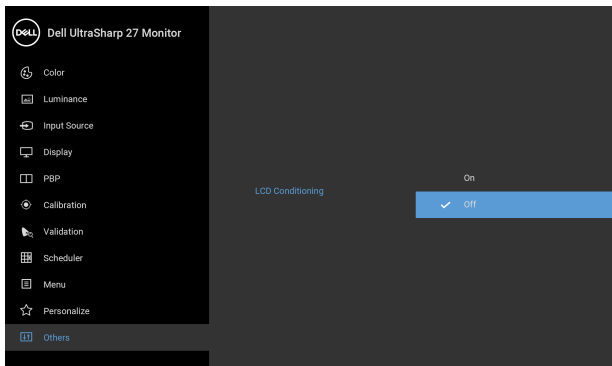 DELL
Dell UltraSharp 27 Monitor
Color
Luminance
Input Source
Display
PBP
Calibration
Validation
Scheduler
Menu
Personalize
Others
LCD Conditioning
On
Off